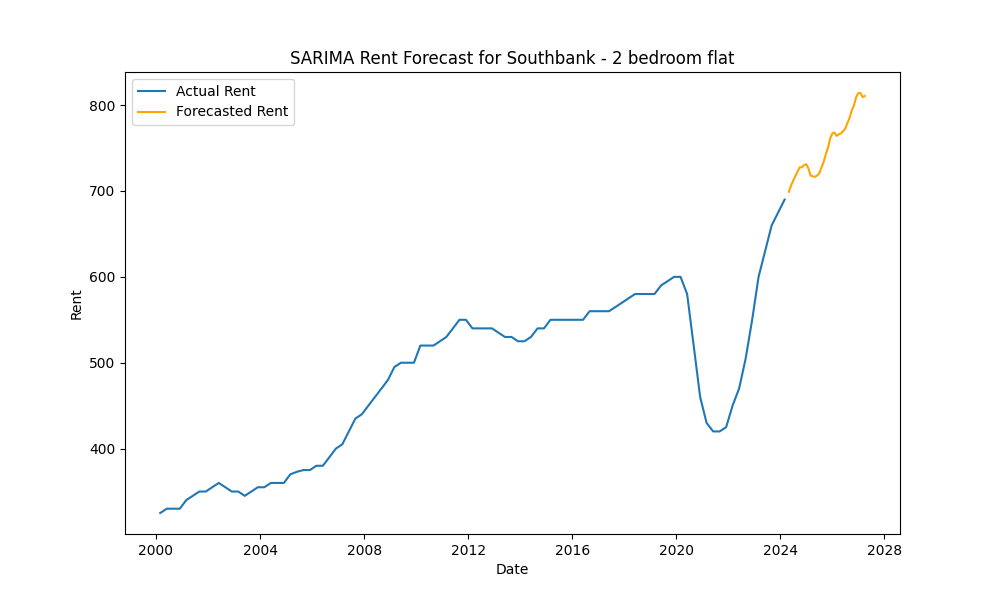 SARIMA Rent Forecast for Southbank - 2 bedroom flat
Actual Rent
Forecasted Rent
800
700
600
500
400
Rent
2000 2004 2008 2012 2016 2020 2024 2028
Date